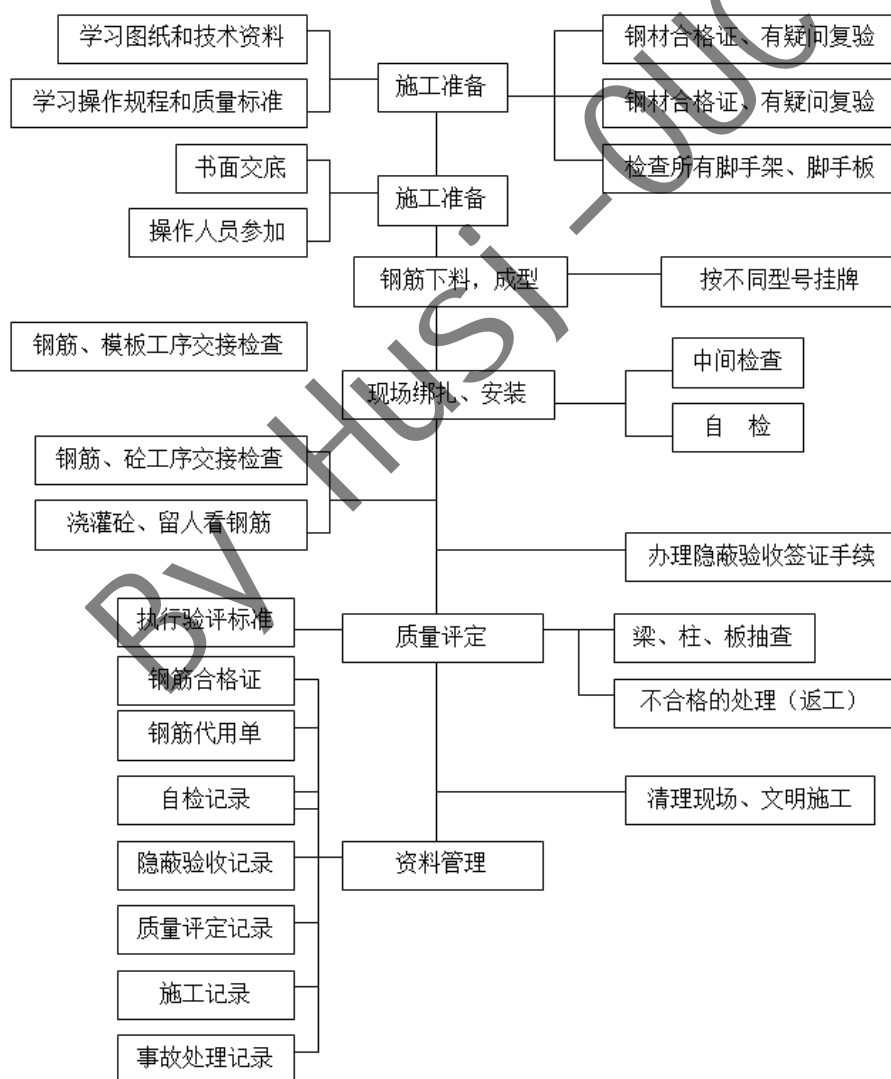 学习图纸和技术资料
钢材合格证、有疑问复验
施工准备
学习操作规程和质量标准
钢材合格证、有疑问复验
书面交底
检查所有脚手架、脚手板
施工准备
操作人员参加
钢筋下料，成型
按不同型号挂牌
钢筋、模板工序交接检查
中间检查
现场绑扎、安装
自 检
钢筋、砼工序交接检查
浇灌砼、留人看钢筋
办理隐蔽验收签证手续
执行验评标准
质量评定
梁、柱、板抽查
钢筋合格证
不合格的处理（返工）
钢筋代用单
自检记录
清理现场、文明施工
隐蔽验收记录
资料管理
质量评定记录
施工记录
事故处理记录
By Husj -OUC